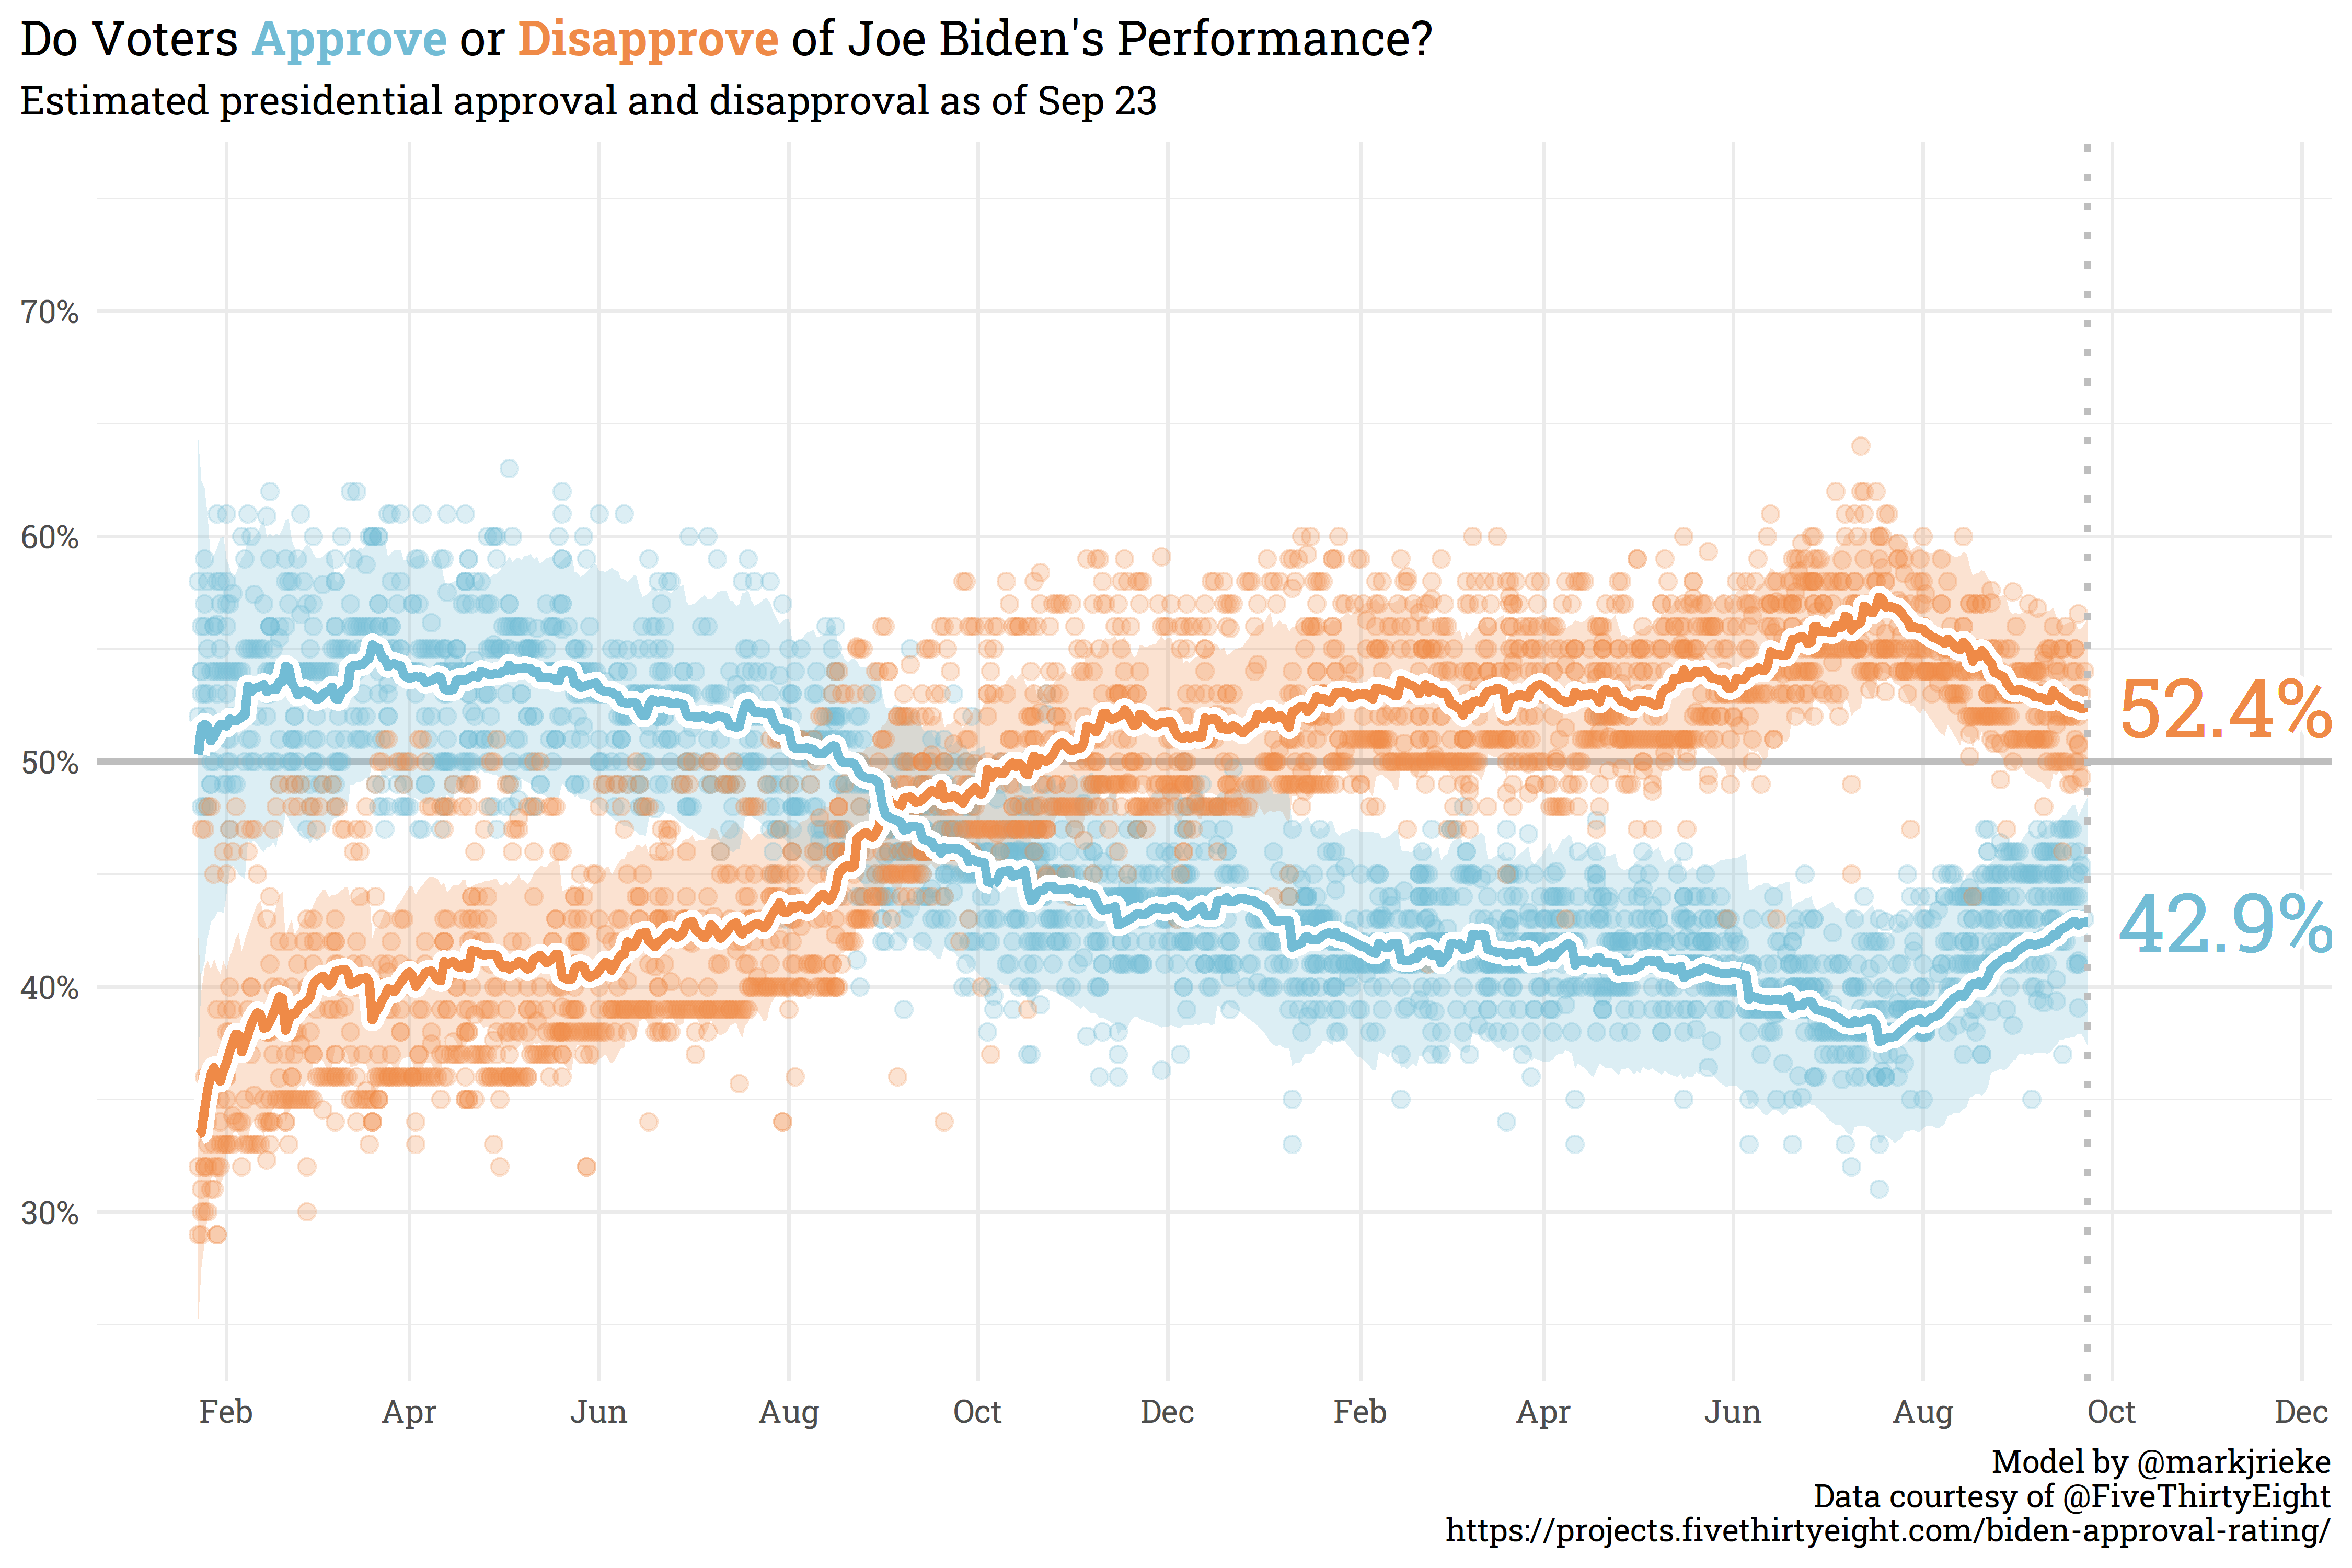 Do Voters Approve or Disapprove of Joe Biden's Performance?
Estimated presidential approval and disapproval as of Sep 23
70%
60%
50%
40%
30%
52.4%
42.9%
Feb Apr Jun Aug Oct Dec Feb Apr Jun Aug Oct Dec
Model by @markjrieke
Data courtesy of @FiveThirtyEight
https://projects.fivethirtyeight.com/biden-approval-rating/